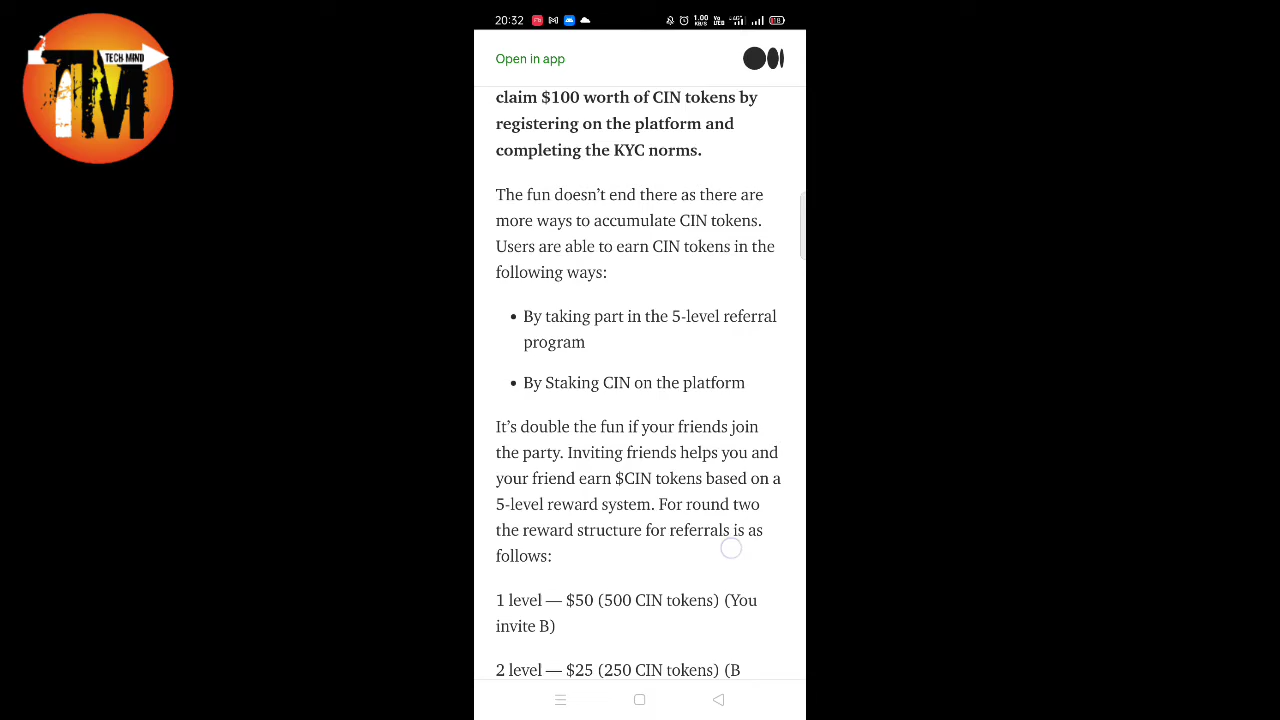 TECH MIND
TM
20:32
1.00
KB/S
Open in app
claim $100 worth of CIN tokens by
registering on the platform and
completing the KYC norms.
The fun doesn’t end there as there are
more ways to accumulate CIN tokens.
Users are able to earn CIN tokens in the
following ways:
• By taking part in the 5-level referral
program
• By Staking CIN on the platform
It’s double the fun if your friends join
the party. Inviting friends helps you and
your friend earn $CIN tokens based on a
5-level reward system. For round two
the reward structure for referrals is as
follows:
1 level — $50 (500 CIN tokens) (You
invite B)
2 level — $25 (250 CIN tokens) (B